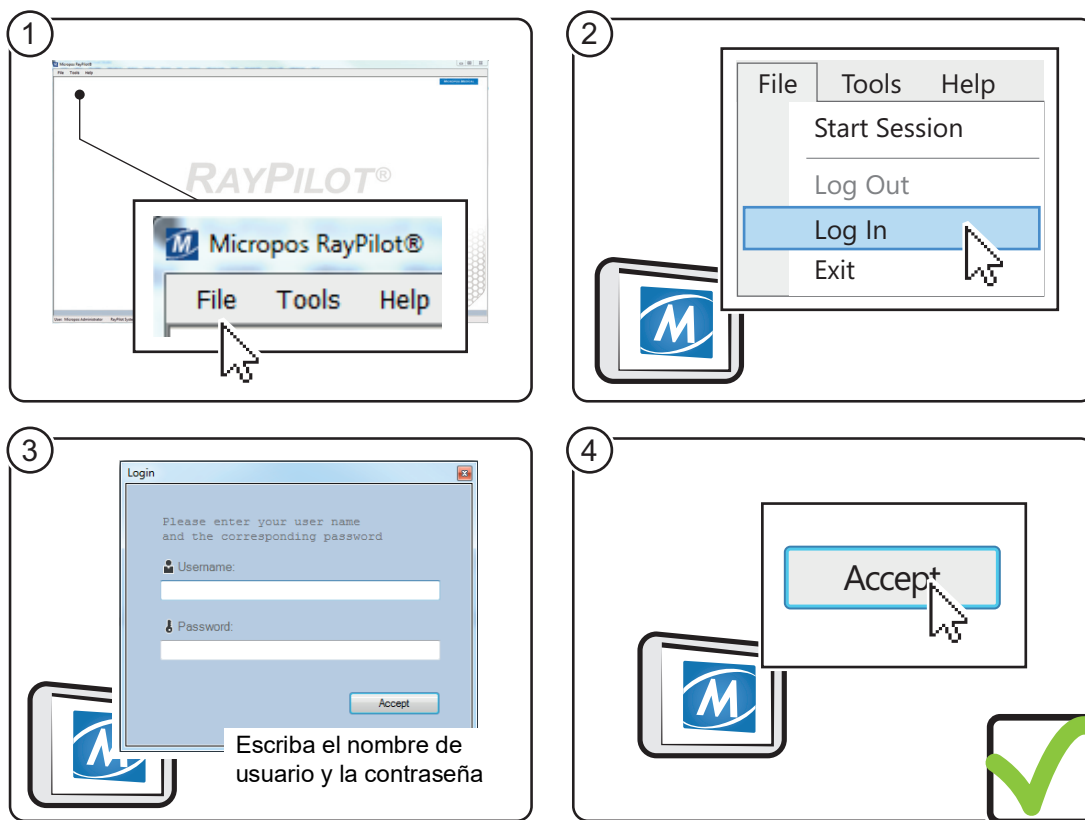 1
Micropos RayPilot®
File Tools Help
RAYPILOT®
Micropos RayPilot®
File Tools Help
2
File Tools Help
Start Session
Log Out
Log In
Exit
M
3
Login
Please enter your user name
and the corresponding password
Username:
Password:
Accept
Escriba el nombre de
usuario y la contraseña
M
4
Accept
M